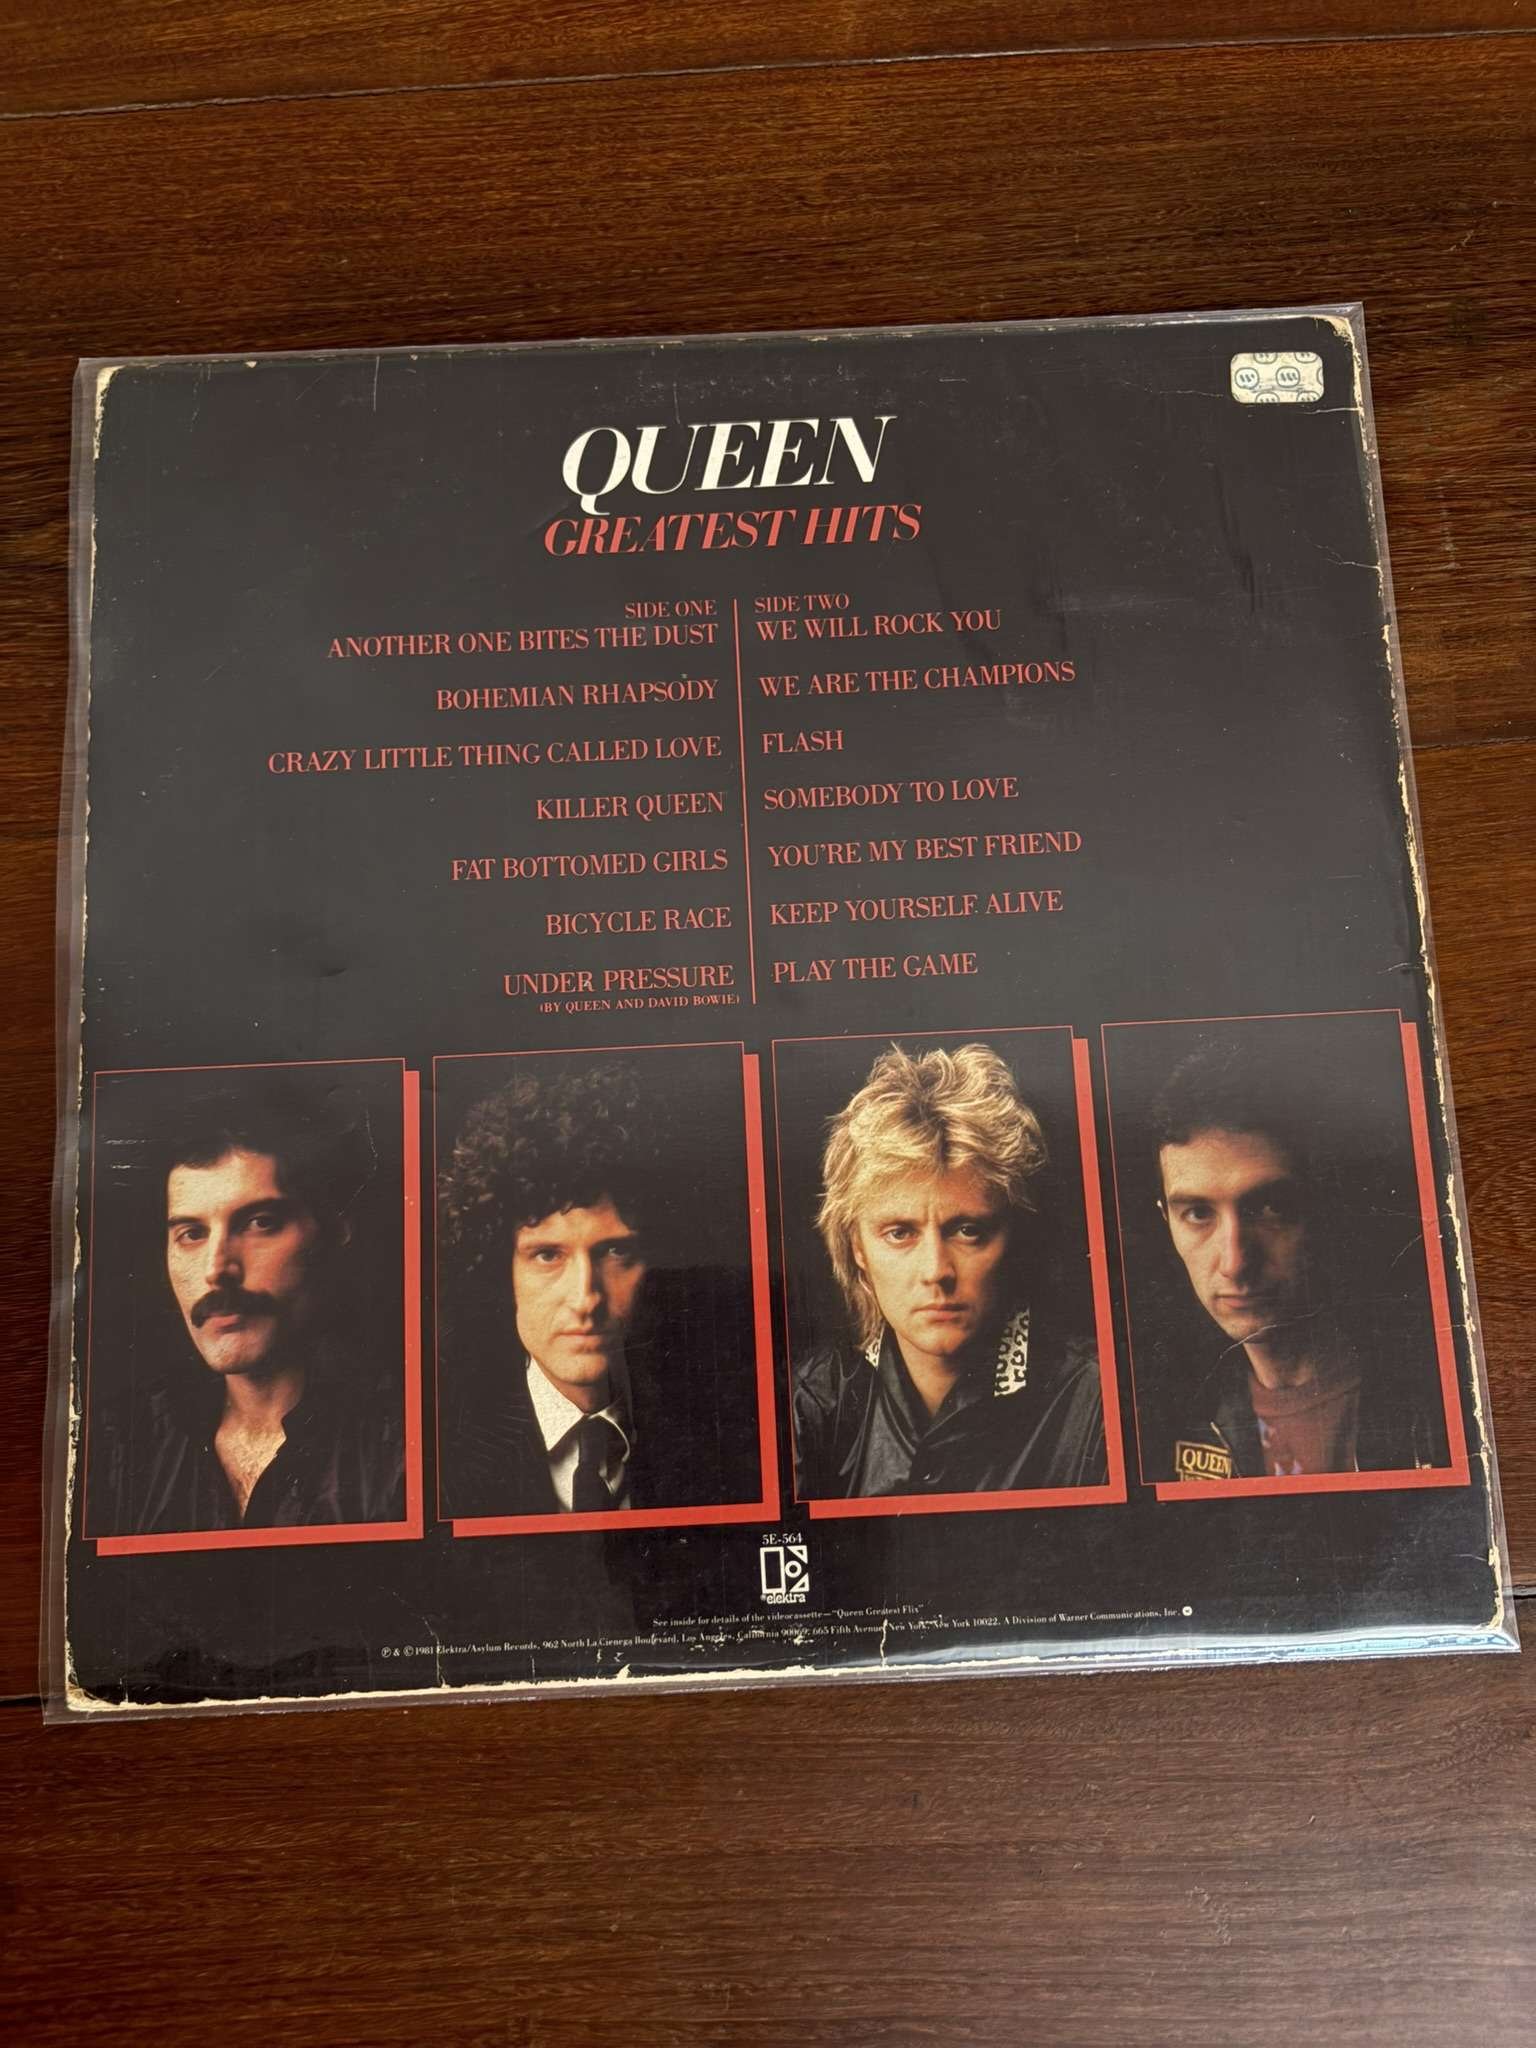 QUEEN
GREATEST HITS
SIDE ONE
ANOTHER ONE BITES THE DUST
BOHEMIAN RHAPSODY
CRAZY LITTLE THING CALLED LOVE
KILLER QUEEN
FAT BOTTOMED GIRLS
BICYCLE RACE
UNDER PRESSURE
(BY QUEEN AND DAVID BOWIE)
SIDE TWO
WE WILL ROCK YOU
WE ARE THE CHAMPIONS
FLASH
SOMEBODY TO LOVE
YOU'RE MY BEST FRIEND
KEEP YOURSELF ALIVE
PLAY THE GAME
QUEEN
5E-564
elektra
See inside for details of the videocassette—"Queen Greatest Flix"
℗ & © 1981 Elektra/Asylum Records, 962 North La Cienega Boulevard, Los Angeles, California 90069; 665 Fifth Avenue, New York, New York 10022. A Division of Warner Communications, Inc.